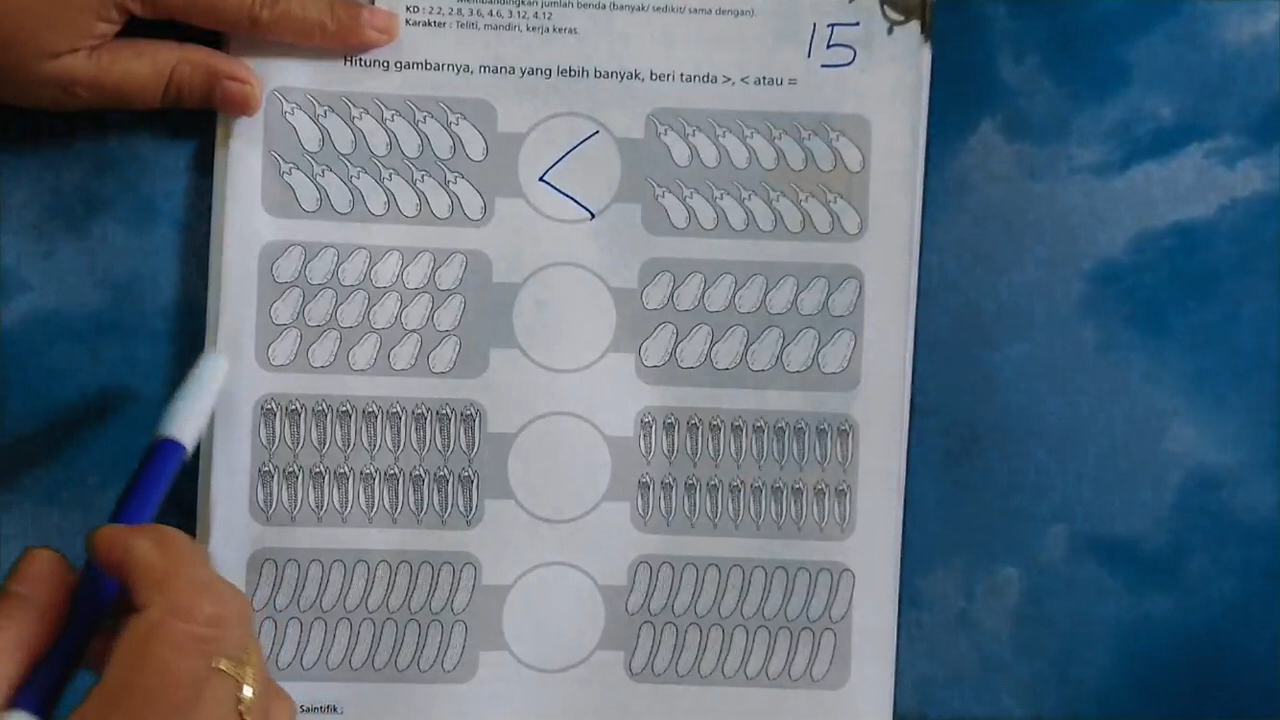 Membandingkan jumlah benda (banyak/ sedikit/ sama dengan).
KD : 2.2, 2.8, 3.6, 4.6, 3.12, 4.12
Karakter : Teliti, mandiri, kerja keras.
15
Hitung gambarnya, mana yang lebih banyak, beri tanda >, < atau =
<
Saintifik :